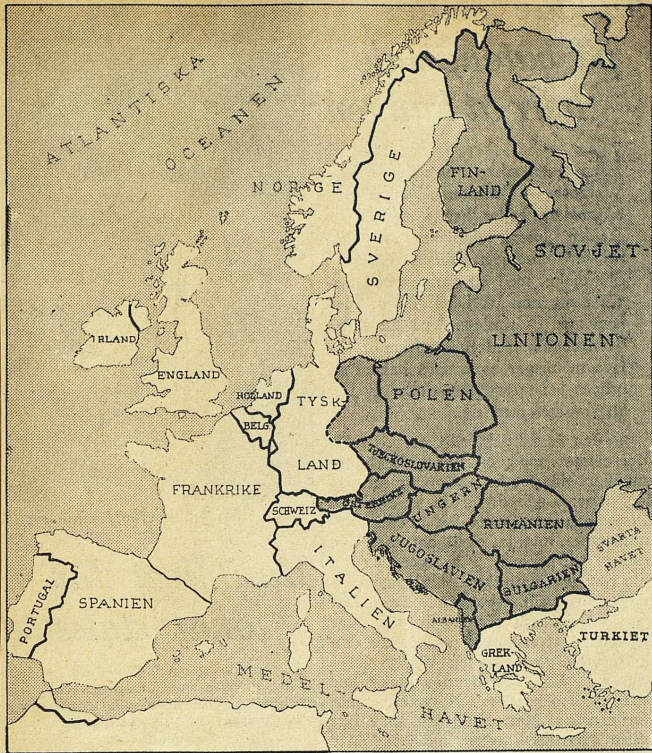 ATLANTISKA
OCEANEN
NORGE
SVERIGE
FIN-
LAND
SOVJET-
UNIONEN
IRLAND
ENGLAND
HOLLAND
BELG
TYSK-
LAND
POLEN
TJECKOSLOVAKIEN
FRANKRIKE
SCHWEIZ
ÖSTERRIKE
UNGERN
RUMÄNIEN
JUGOSLAVIEN
BULGARIEN
SVARTA
HAVET
ITALIEN
PORTUGAL
SPANIEN
ALBANIEN
GREK-
LAND
TURKIET
MEDEL-
HAVET